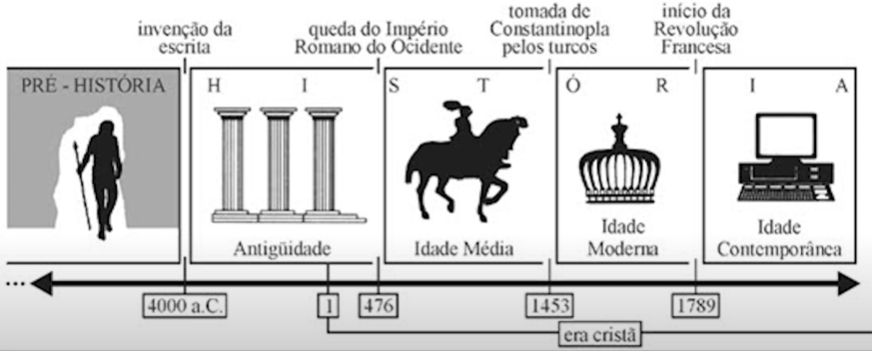 invenção da
escrita
queda do Império
Romano do Ocidente
tomada de
Constantinopla
pelos turcos
início da
Revolução
Francesa
PRÉ - HISTÓRIA
H I S T Ó R I A
Antigüidade
Idade Média
Idade
Moderna
Idade
Contemporânea
...
4000 a.C.
1
476
1453
1789
era cristã